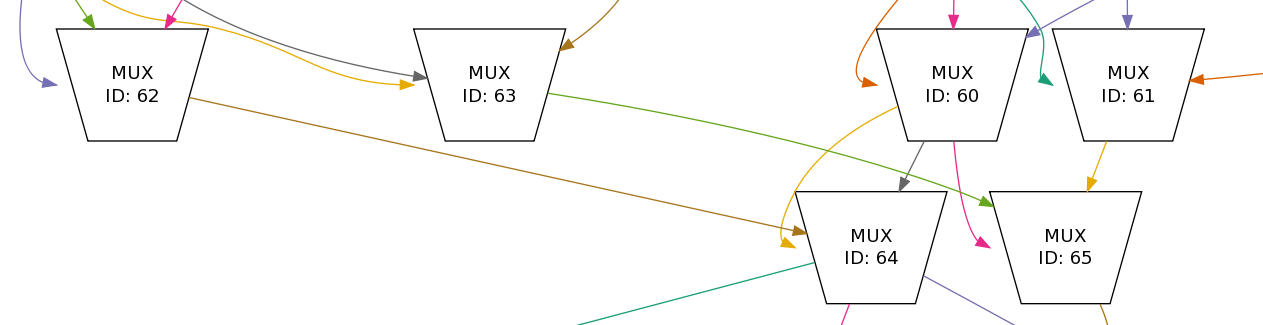 MUX
ID: 62
MUX
ID: 63
MUX
ID: 60
MUX
ID: 61
MUX
ID: 64
MUX
ID: 65